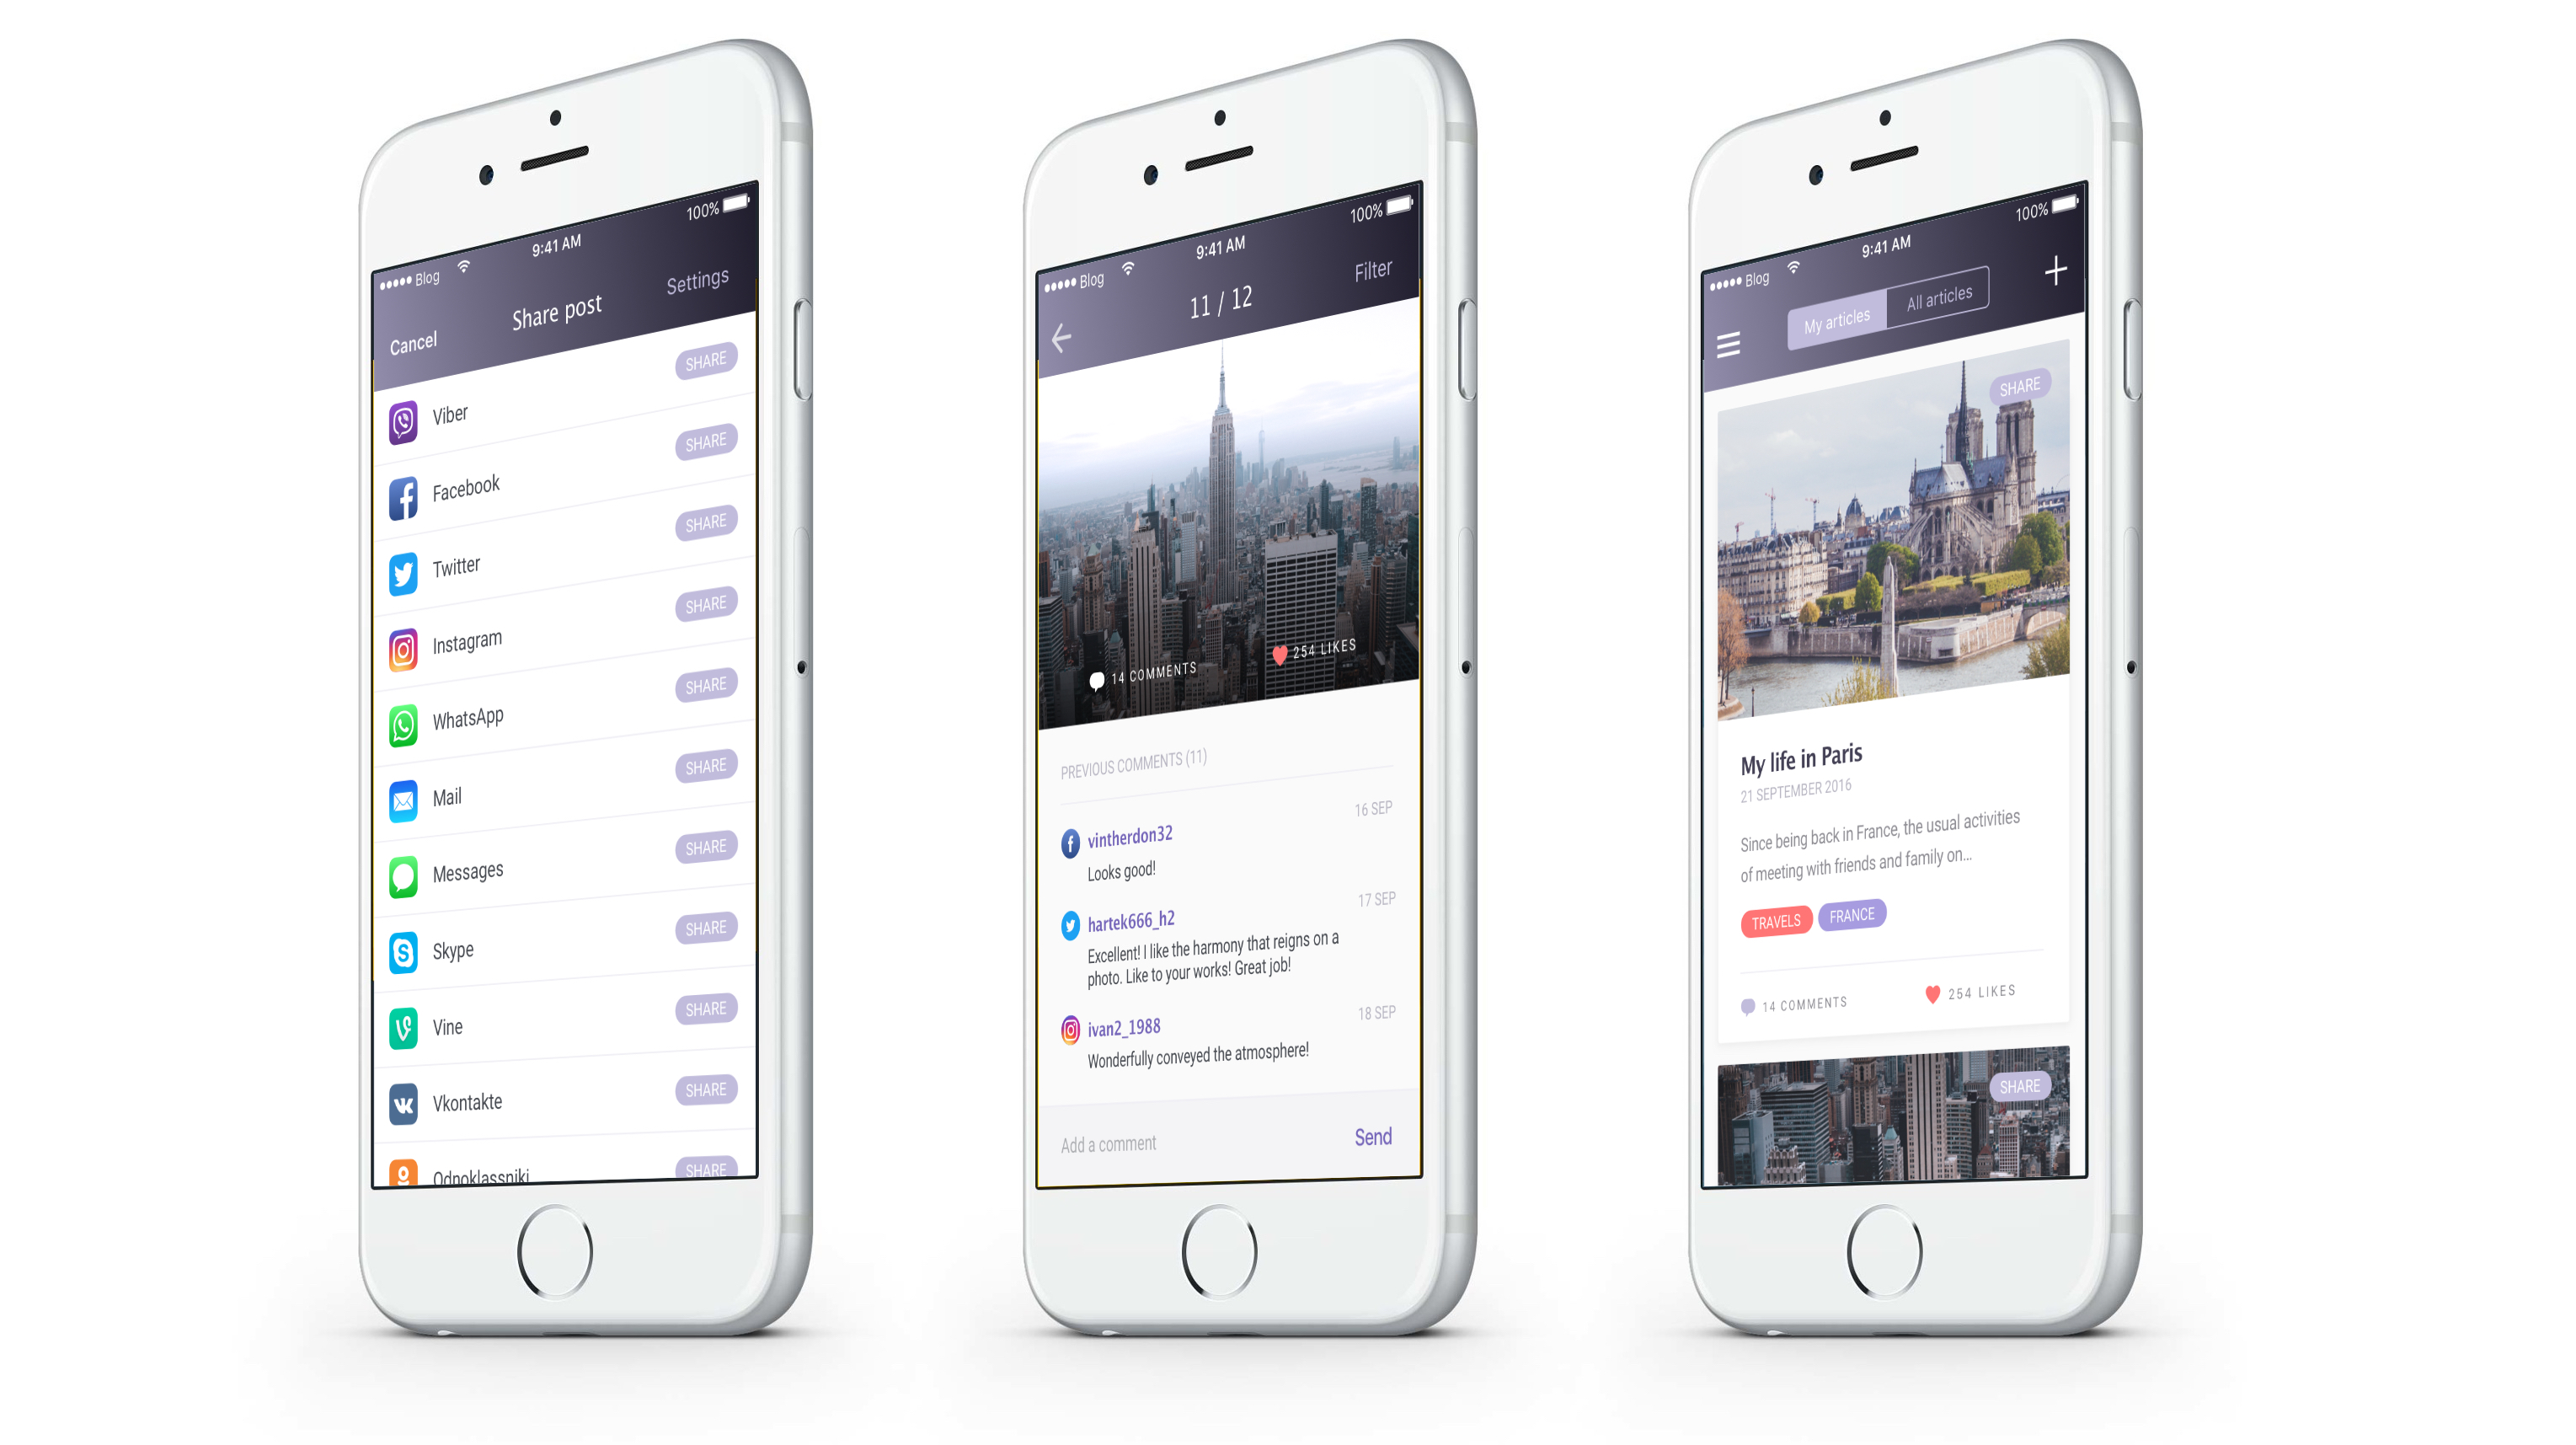 Blog
9:41 AM
100%
Cancel
Share post
Settings
Viber
SHARE
Facebook
SHARE
Twitter
SHARE
Instagram
SHARE
WhatsApp
SHARE
Mail
SHARE
Messages
SHARE
Skype
SHARE
Vine
SHARE
Vkontakte
SHARE
Odnoklassniki
SHARE
Blog
9:41 AM
100%
11 / 12
Filter
14 COMMENTS
254 LIKES
PREVIOUS COMMENTS (11)
vintherdon32
16 SEP
Looks good!
hartek666_h2
17 SEP
Excellent! I like the harmony that reigns on a
photo. Like to your works! Great job!
ivan2_1988
18 SEP
Wonderfully conveyed the atmosphere!
Add a comment
Send
Blog
9:41 AM
100%
My articles
All articles
SHARE
My life in Paris
21 SEPTEMBER 2016
Since being back in France, the usual activities
of meeting with friends and family on...
TRAVELS
FRANCE
14 COMMENTS
254 LIKES
SHARE